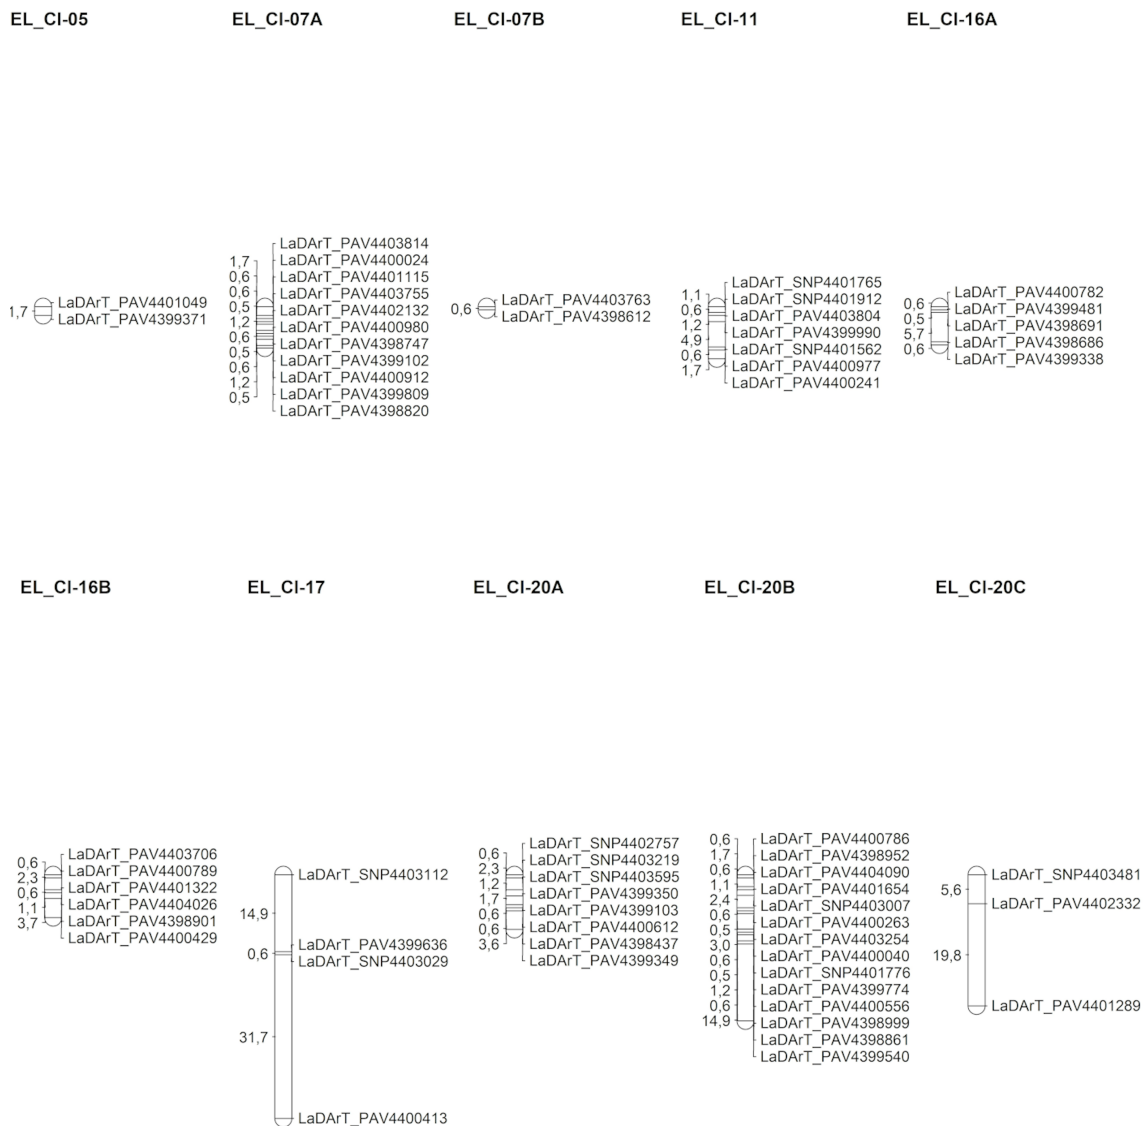 EL_CI-05
EL_CI-07A
EL_CI-07B
EL_CI-11
EL_CI-16A
1,7
LaDArT_PAV4401049
LaDArT_PAV4399371
1,7
0,6
0,6
0,5
1,2
0,6
0,5
0,6
1,2
0,5
LaDArT_PAV4403814
LaDArT_PAV4400024
LaDArT_PAV4401115
LaDArT_PAV4403755
LaDArT_PAV4402132
LaDArT_PAV4400980
LaDArT_PAV4398747
LaDArT_PAV4399102
LaDArT_PAV4400912
LaDArT_PAV4399809
LaDArT_PAV4398820
0,6
LaDArT_PAV4403763
LaDArT_PAV4398612
1,1
0,6
1,2
4,9
0,6
1,7
LaDArT_SNP4401765
LaDArT_SNP4401912
LaDArT_PAV4403804
LaDArT_PAV4399990
LaDArT_SNP4401562
LaDArT_PAV4400977
LaDArT_PAV4400241
0,6
0,5
5,7
0,6
LaDArT_PAV4400782
LaDArT_PAV4399481
LaDArT_PAV4398691
LaDArT_PAV4398686
LaDArT_PAV4399338
EL_CI-16B
EL_CI-17
EL_CI-20A
EL_CI-20B
EL_CI-20C
0,6
2,3
0,6
1,1
3,7
LaDArT_PAV4403706
LaDArT_PAV4400789
LaDArT_PAV4401322
LaDArT_PAV4404026
LaDArT_PAV4398901
LaDArT_PAV4400429
14,9
0,6
31,7
LaDArT_SNP4403112
LaDArT_PAV4399636
LaDArT_SNP4403029
LaDArT_PAV4400413
0,6
2,3
1,2
1,7
0,6
0,6
3,6
LaDArT_SNP4402757
LaDArT_SNP4403219
LaDArT_SNP4403595
LaDArT_PAV4399350
LaDArT_PAV4399103
LaDArT_PAV4400612
LaDArT_PAV4398437
LaDArT_PAV4399349
0,6
1,7
0,6
1,1
2,4
0,6
0,5
3,0
0,6
0,5
1,2
0,6
14,9
LaDArT_PAV4400786
LaDArT_PAV4398952
LaDArT_PAV4404090
LaDArT_PAV4401654
LaDArT_SNP4403007
LaDArT_PAV4400263
LaDArT_PAV4403254
LaDArT_PAV4400040
LaDArT_SNP4401776
LaDArT_PAV4399774
LaDArT_PAV4400556
LaDArT_PAV4398999
LaDArT_PAV4398861
LaDArT_PAV4399540
5,6
19,8
LaDArT_SNP4403481
LaDArT_PAV4402332
LaDArT_PAV4401289